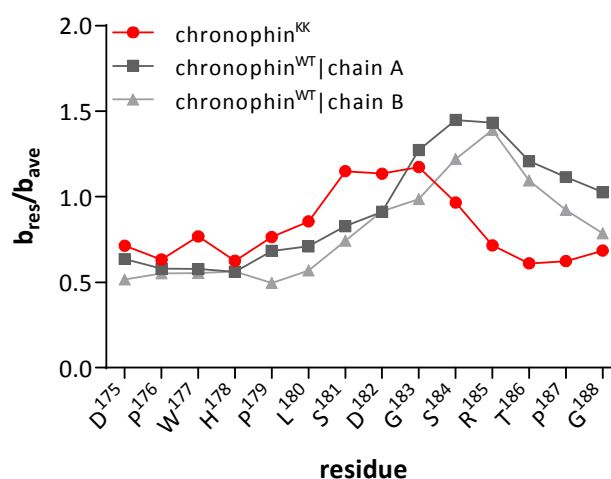 2.0
1.5
1.0
0.5
0.0
b_res/b_ave
chronophin^KK
chronophin^WT|chain A
chronophin^WT|chain B
D^175
P^176
W^177
H^178
P^179
L^180
S^181
D^182
G^183
S^184
R^185
T^186
P^187
G^188
residue